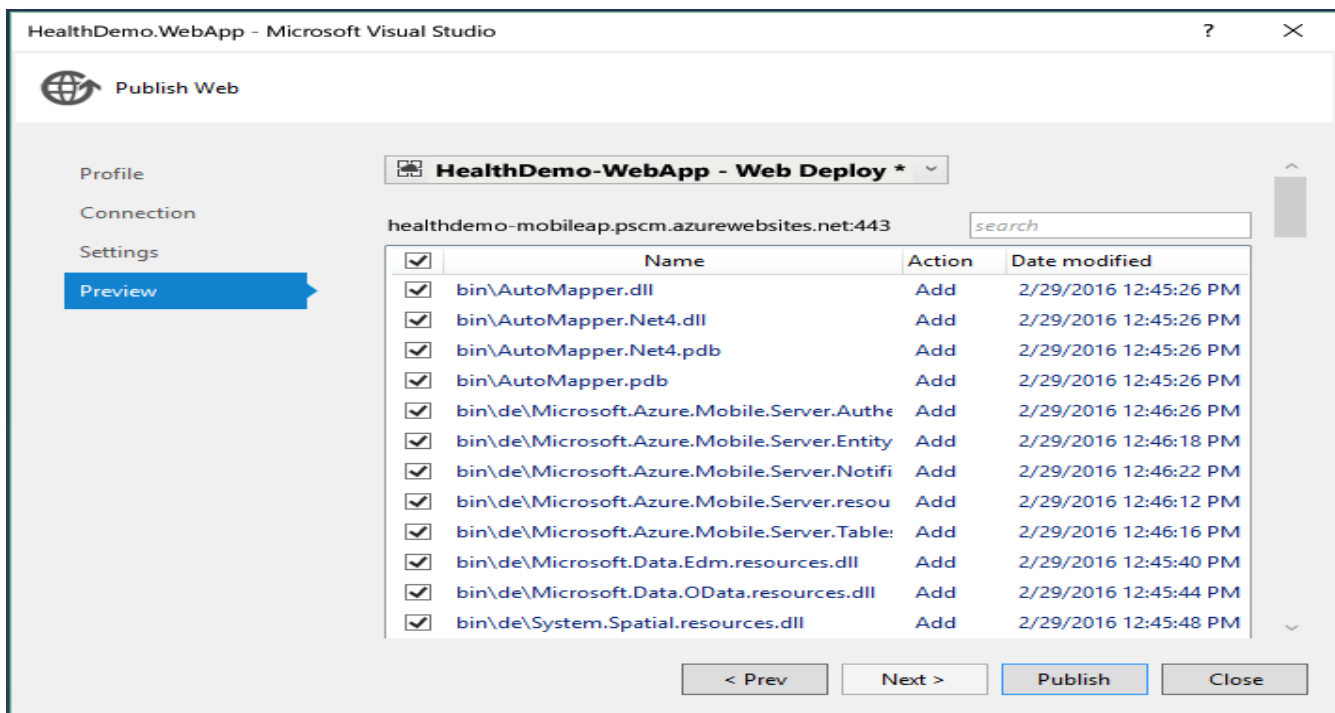 HealthDemo.WebApp - Microsoft Visual Studio ?
Publish Web
Profile
Connection
Settings
Preview
HealthDemo-WebApp - Web Deploy *
healthdemo-mobileap.pscm.azurewebsites.net:443 search
Name Action Date modified
bin\AutoMapper.dll Add 2/29/2016 12:45:26 PM
bin\AutoMapper.Net4.dll Add 2/29/2016 12:45:26 PM
bin\AutoMapper.Net4.pdb Add 2/29/2016 12:45:26 PM
bin\AutoMapper.pdb Add 2/29/2016 12:45:26 PM
bin\de\Microsoft.Azure.Mobile.Server.Authe Add 2/29/2016 12:46:26 PM
bin\de\Microsoft.Azure.Mobile.Server.Entity Add 2/29/2016 12:46:18 PM
bin\de\Microsoft.Azure.Mobile.Server.Notifi Add 2/29/2016 12:46:22 PM
bin\de\Microsoft.Azure.Mobile.Server.resou Add 2/29/2016 12:46:12 PM
bin\de\Microsoft.Azure.Mobile.Server.Tables Add 2/29/2016 12:46:16 PM
bin\de\Microsoft.Data.Edm.resources.dll Add 2/29/2016 12:45:40 PM
bin\de\Microsoft.Data.OData.resources.dll Add 2/29/2016 12:45:44 PM
bin\de\System.Spatial.resources.dll Add 2/29/2016 12:45:48 PM
< Prev Next > Publish Close